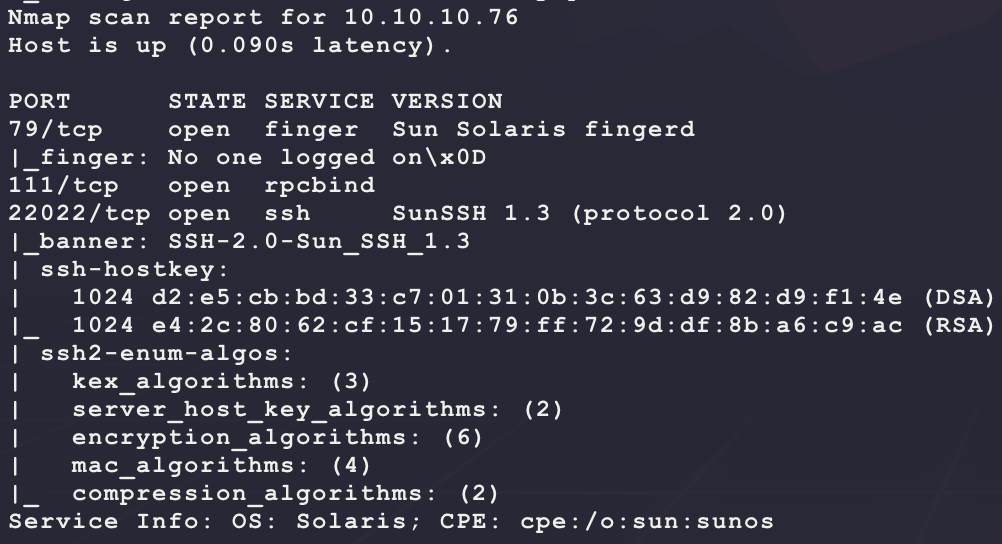 Nmap scan report for 10.10.10.76
Host is up (0.090s latency).
PORT      STATE SERVICE VERSION
79/tcp    open  finger  Sun Solaris fingerd
|_finger: No one logged on\x0D
111/tcp   open  rpcbind
22022/tcp open  ssh     SunSSH 1.3 (protocol 2.0)
|_banner: SSH-2.0-Sun_SSH_1.3
| ssh-hostkey:
|   1024 d2:e5:cb:bd:33:c7:01:31:0b:3c:63:d9:82:d9:f1:4e (DSA)
|_  1024 e4:2c:80:62:cf:15:17:79:ff:72:9d:df:8b:a6:c9:ac (RSA)
| ssh2-enum-algos:
|   kex_algorithms: (3)
|   server_host_key_algorithms: (2)
|   encryption_algorithms: (6)
|   mac_algorithms: (4)
|_  compression_algorithms: (2)
Service Info: OS: Solaris; CPE: cpe:/o:sun:sunos